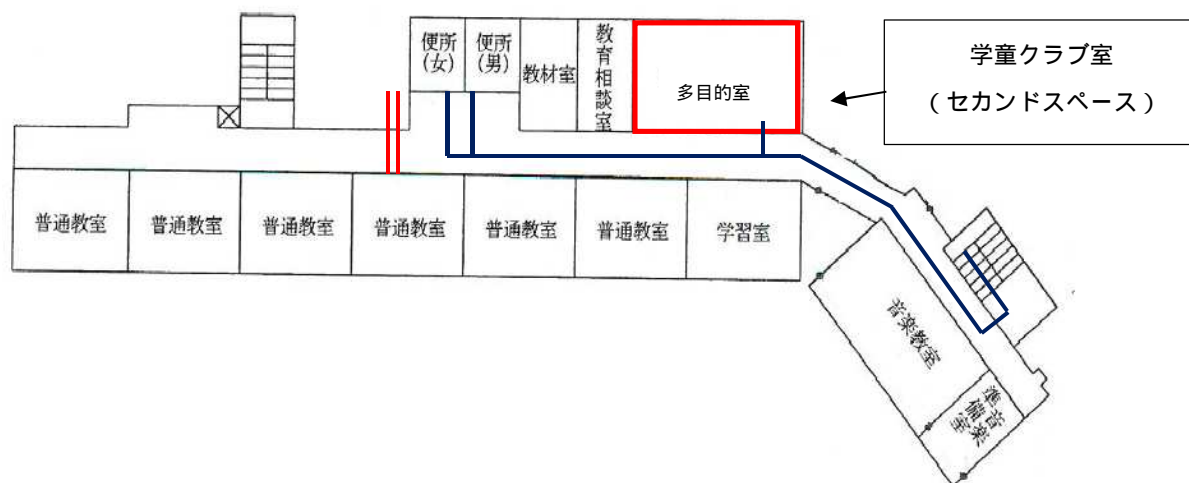 便所
(女)
便所
(男)
教材室
教育相談室
多目的室
学童クラブ室
(セカンドスペース)
普通教室
普通教室
普通教室
普通教室
普通教室
普通教室
学習室
音楽教室
音楽
準備室